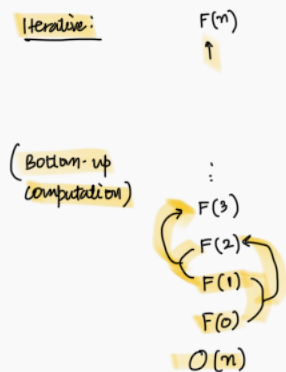 Iterative:
F(n)
(Bottom-up
computation)
⋮
F(3)
F(2)
F(1)
F(0)
O(n)